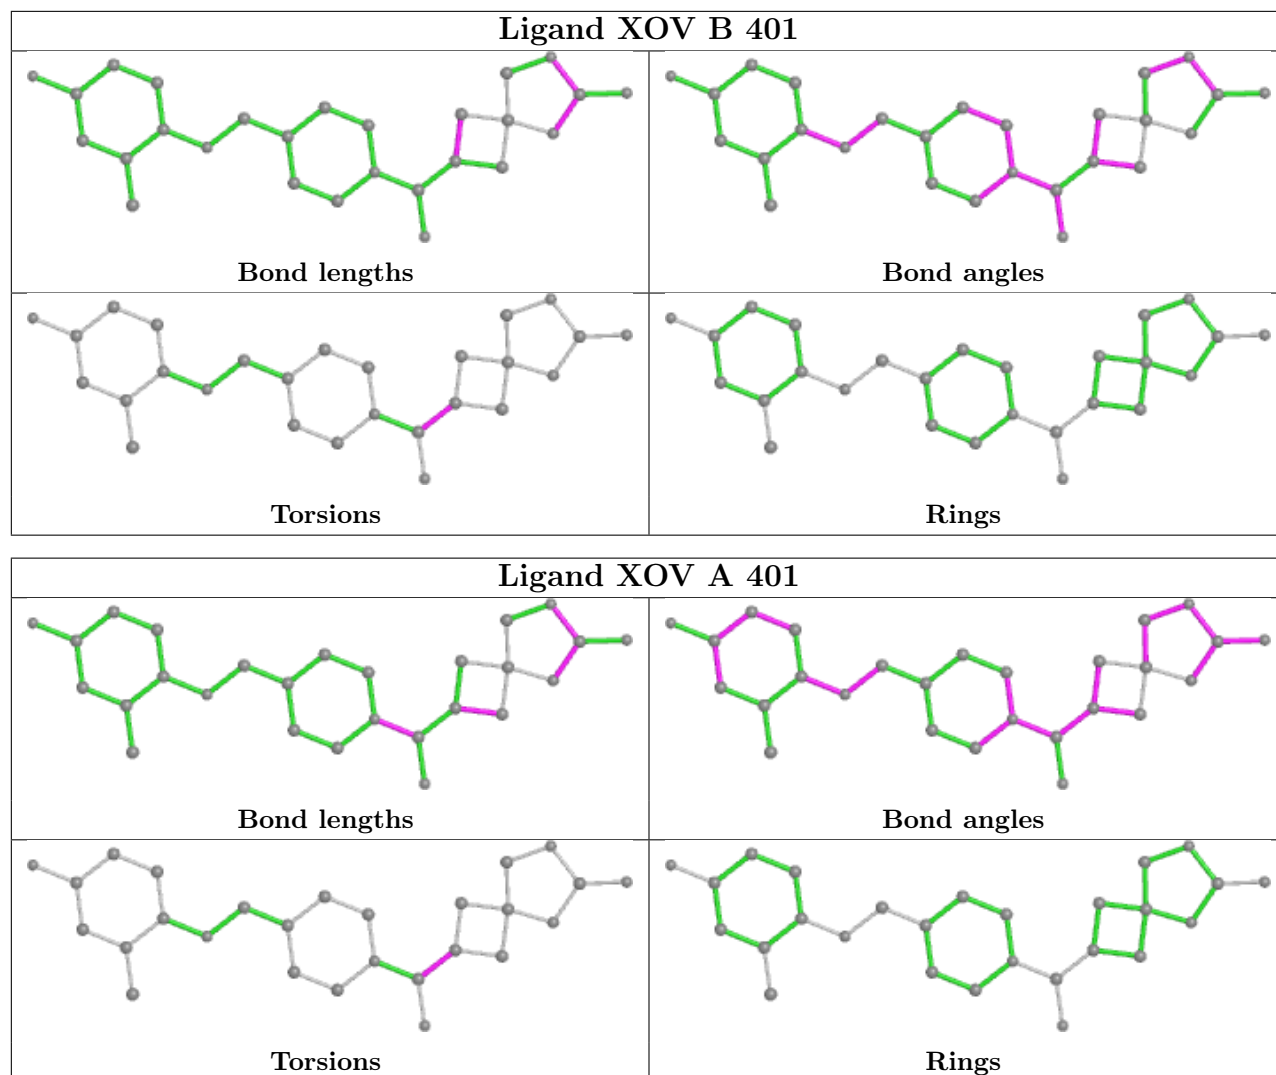 Ligand XOV B 401
Bond lengths
Bond angles
Torsions
Rings
Ligand XOV A 401
Bond lengths
Bond angles
Torsions
Rings